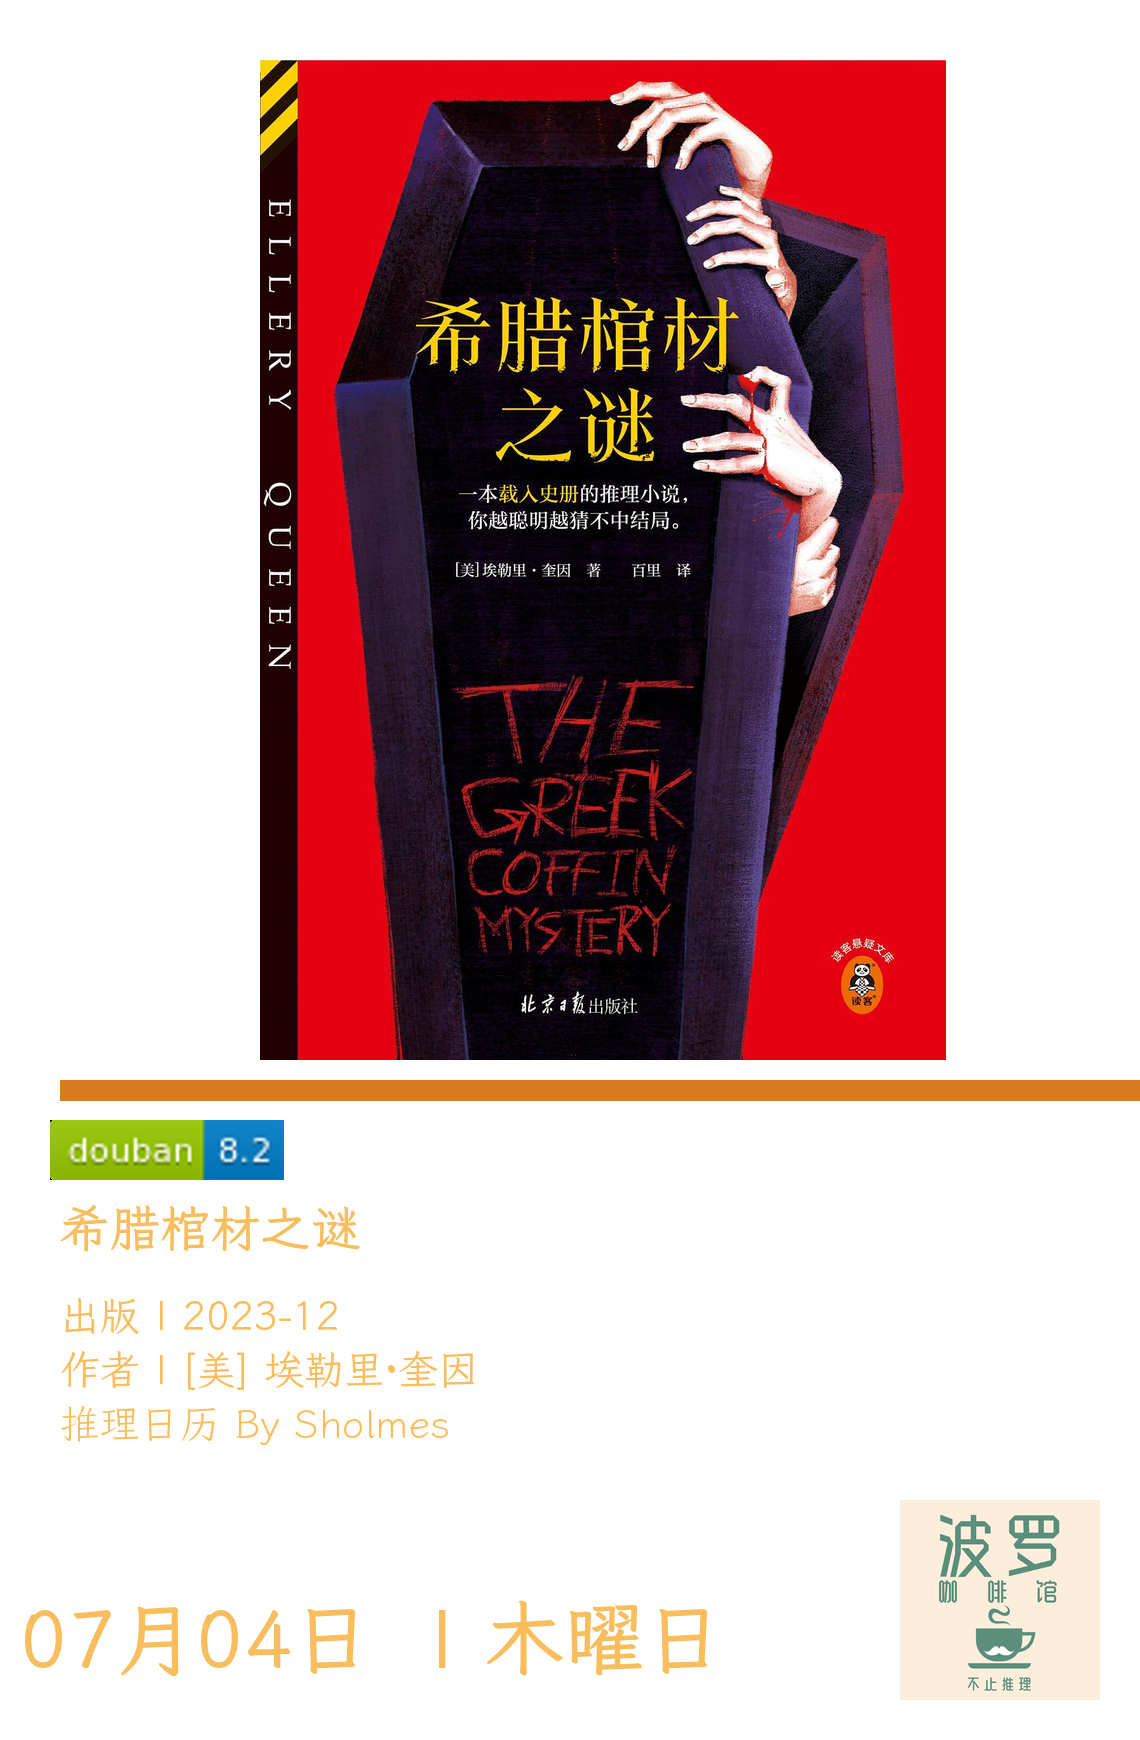 ELLERY QUEEN
希腊棺材
之谜
一本载入史册的推理小说，
你越聪明越猜不中结局。
[美]埃勒里·奎因 著 百里 译
THE
GREEK
COFFIN
MYSTERY
北京日报出版社
读客悬疑文库
读客®
douban 8.2
希腊棺材之谜
出版 | 2023-12
作者 | [美] 埃勒里·奎因
推理日历 By Sholmes
07月04日 | 木曜日
波罗
咖啡馆
不止推理